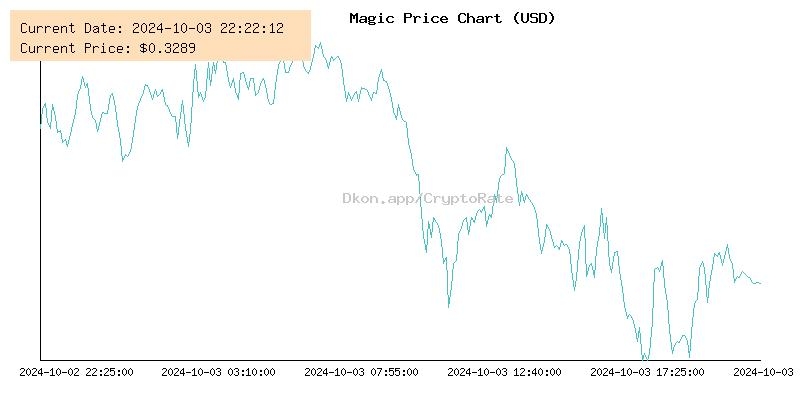 Magic Price Chart (USD)
Current Date: 2024-10-03 22:22:12
Current Price: $0.3289
Dkon.app/CryptoRate
2024-10-02 22:25:00 2024-10-03 03:10:00 2024-10-03 07:55:00 2024-10-03 12:40:00 2024-10-03 17:25:00 2024-10-03